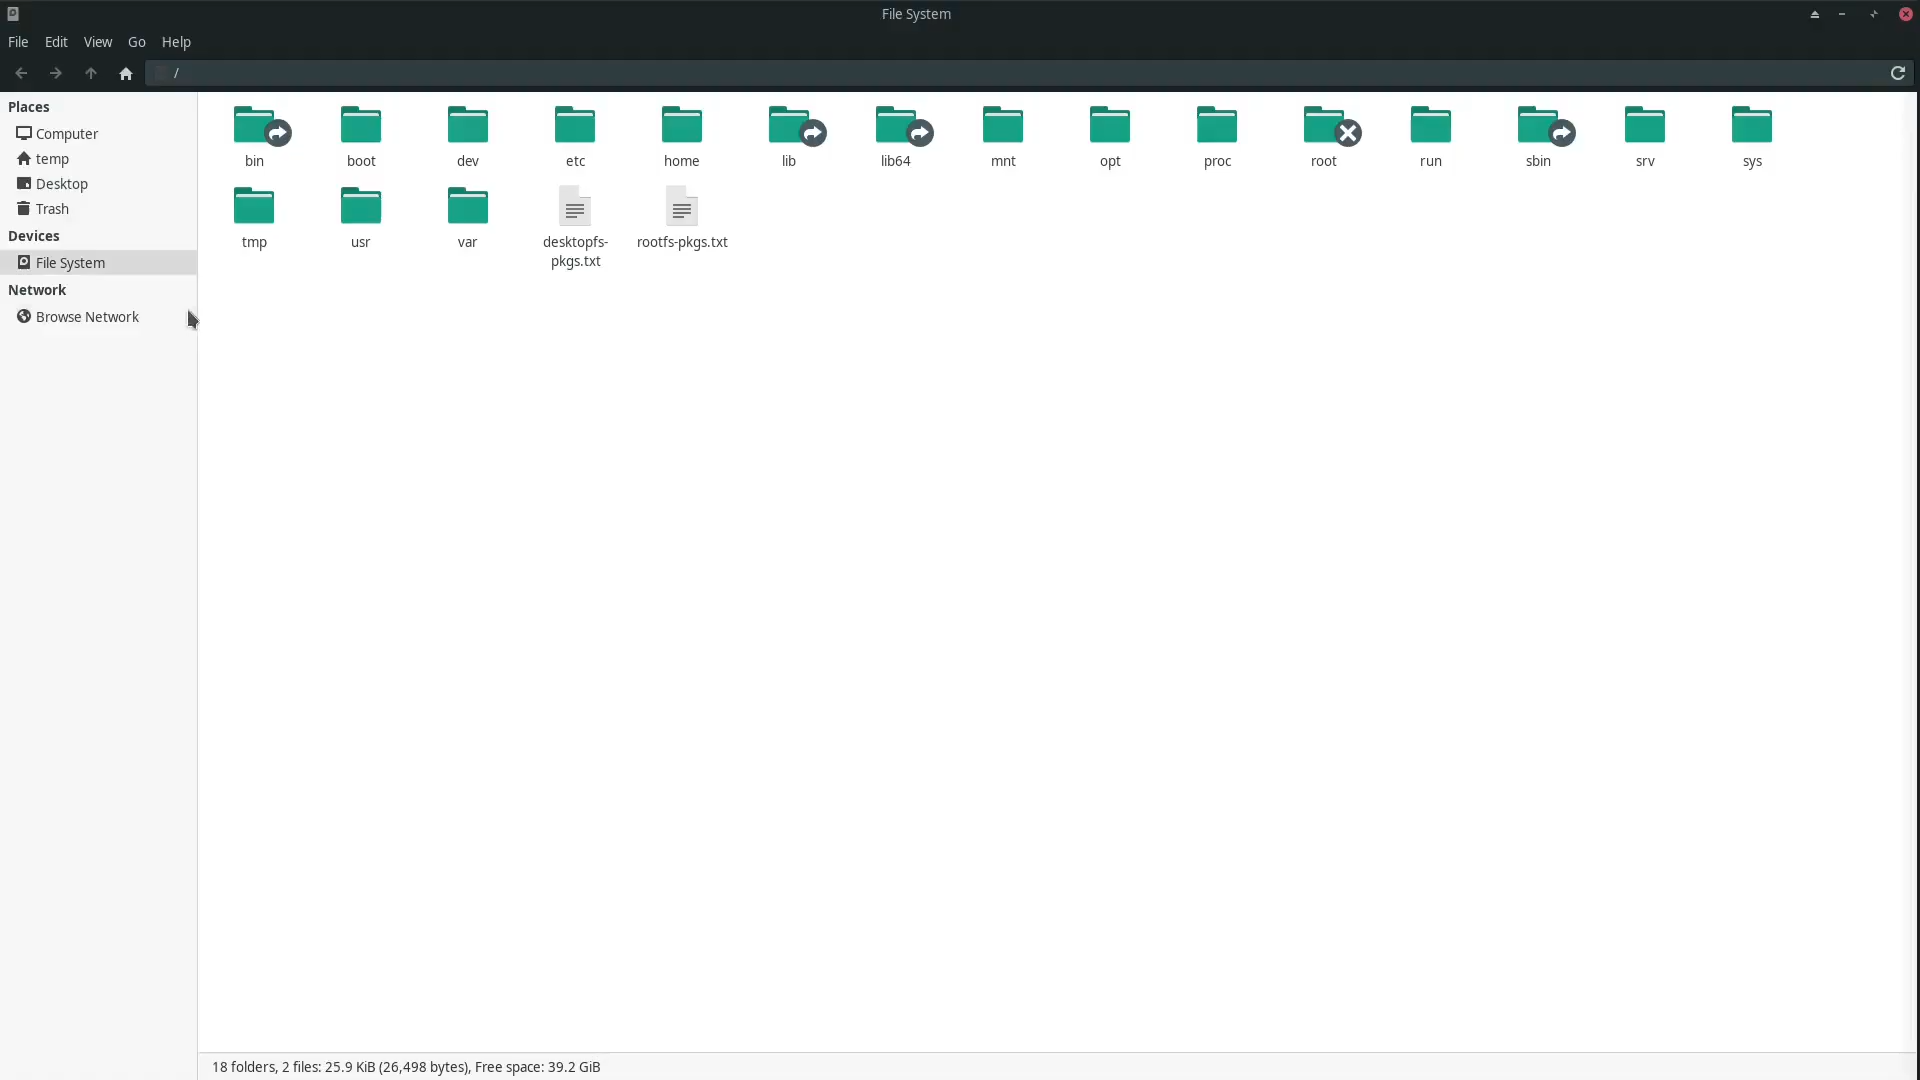 File System
File Edit View Go Help
/
Places
Computer
temp
Desktop
Trash
Devices
File System
Network
Browse Network
bin boot dev etc home lib lib64 mnt opt proc root run sbin srv sys
tmp usr var desktopfs- rootfs-pkgs.txt
pkgs.txt
18 folders, 2 files: 25.9 KiB (26,498 bytes), Free space: 39.2 GiB